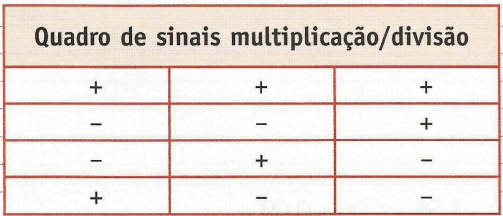 Quadro de sinais multiplicação/divisão
+ + +
– – +
– + –
+ – –